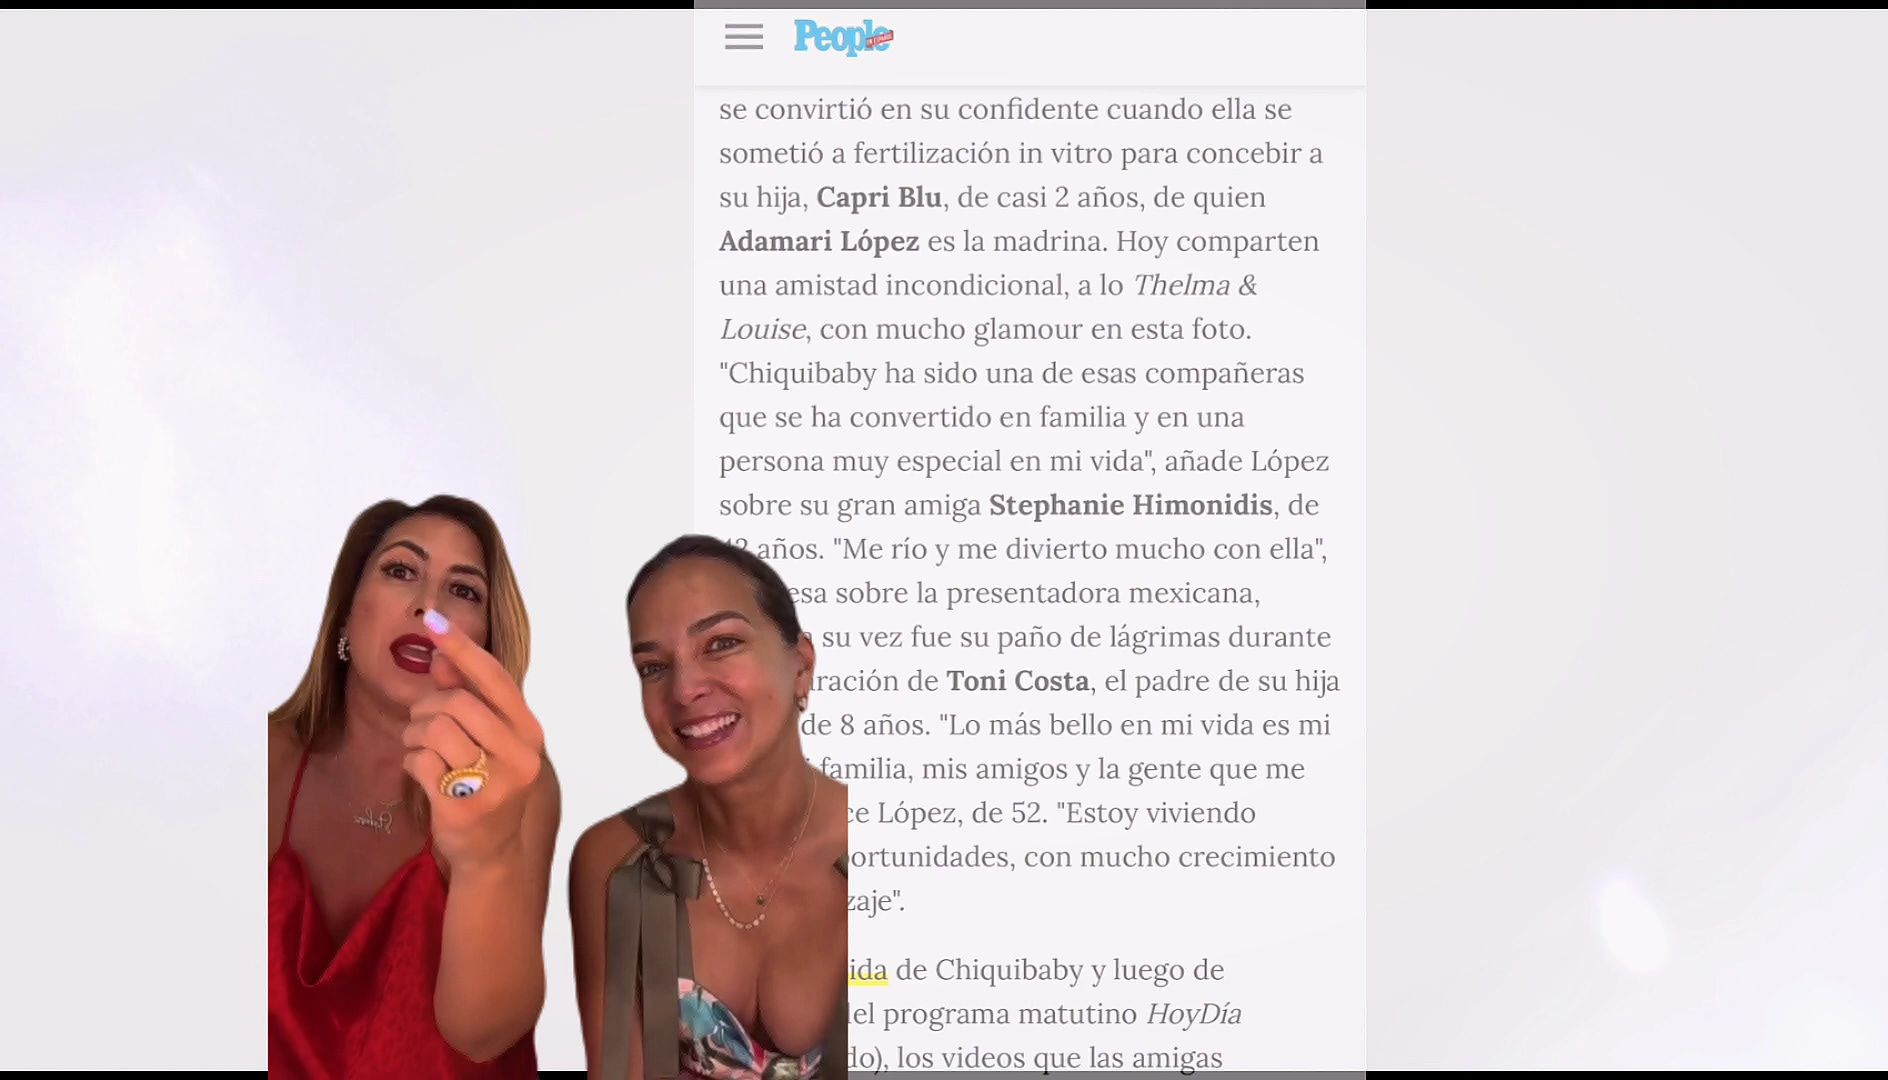 People
EN ESPAÑOL
se convirtió en su confidente cuando ella se
sometió a fertilización in vitro para concebir a
su hija, Capri Blu, de casi 2 años, de quien
Adamari López es la madrina. Hoy comparten
una amistad incondicional, a lo Thelma &
Louise, con mucho glamour en esta foto.
"Chiquibaby ha sido una de esas compañeras
que se ha convertido en familia y en una
persona muy especial en mi vida", añade López
sobre su gran amiga Stephanie Himonidis, de
años. "Me río y me divierto mucho con ella",
esa sobre la presentadora mexicana,
su vez fue su paño de lágrimas durante
ración de Toni Costa, el padre de su hija
de 8 años. "Lo más bello en mi vida es mi
familia, mis amigos y la gente que me
ce López, de 52. "Estoy viviendo
portunidades, con mucho crecimiento
zaje".
ida de Chiquibaby y luego de
del programa matutino HoyDía
do), los videos que las amigas